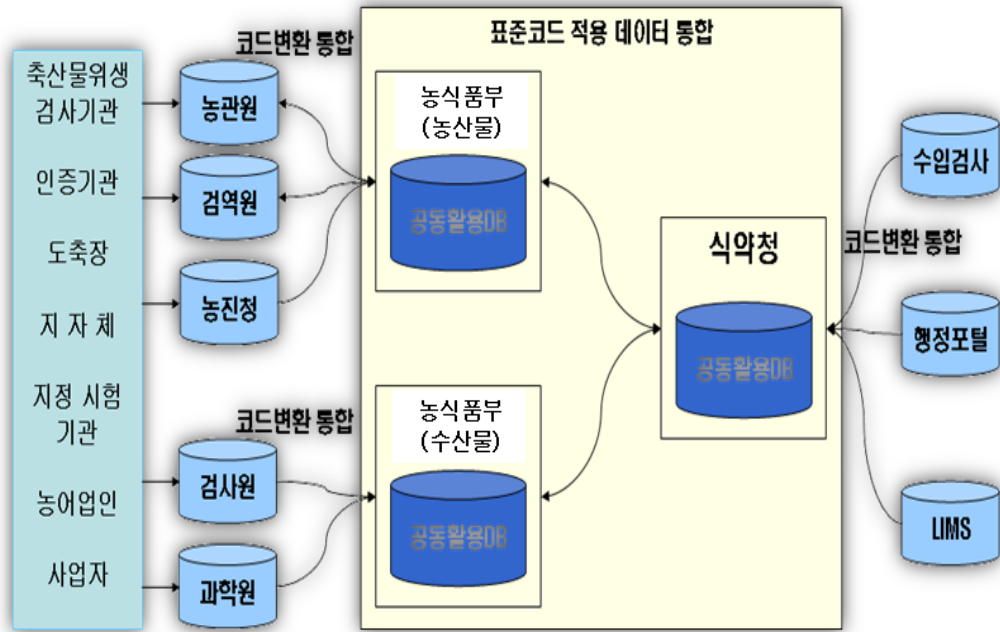 축산물위생
검사기관
인증기관
도축장
지 자 체
지정 시험
기관
농어업인
사업자
코드변환 통합
농관원
검역원
농진청
코드변환 통합
검사원
과학원
표준코드 적용 데이터 통합
농식품부
(농산물)
공동활용DB
농식품부
(수산물)
공동활용DB
식약청
공동활용DB
코드변환 통합
수입검사
행정포털
LIMS